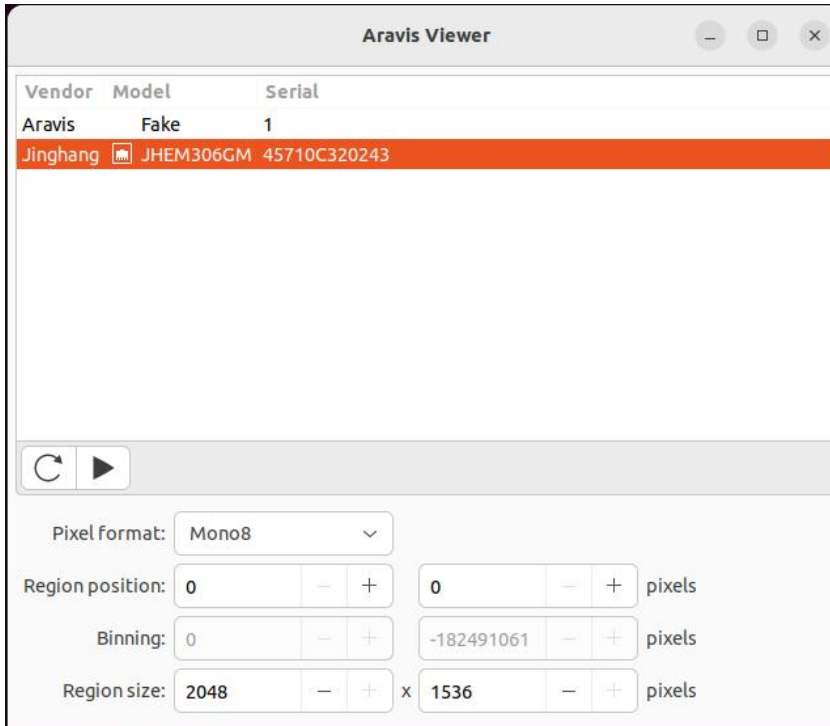 Aravis Viewer
Vendor Model Serial
Aravis Fake 1
Jinghang JHEM306GM 45710C320243
Pixel format: Mono8
Region position: 0 0 pixels
Binning: 0 -182491061 pixels
Region size: 2048 x 1536 pixels